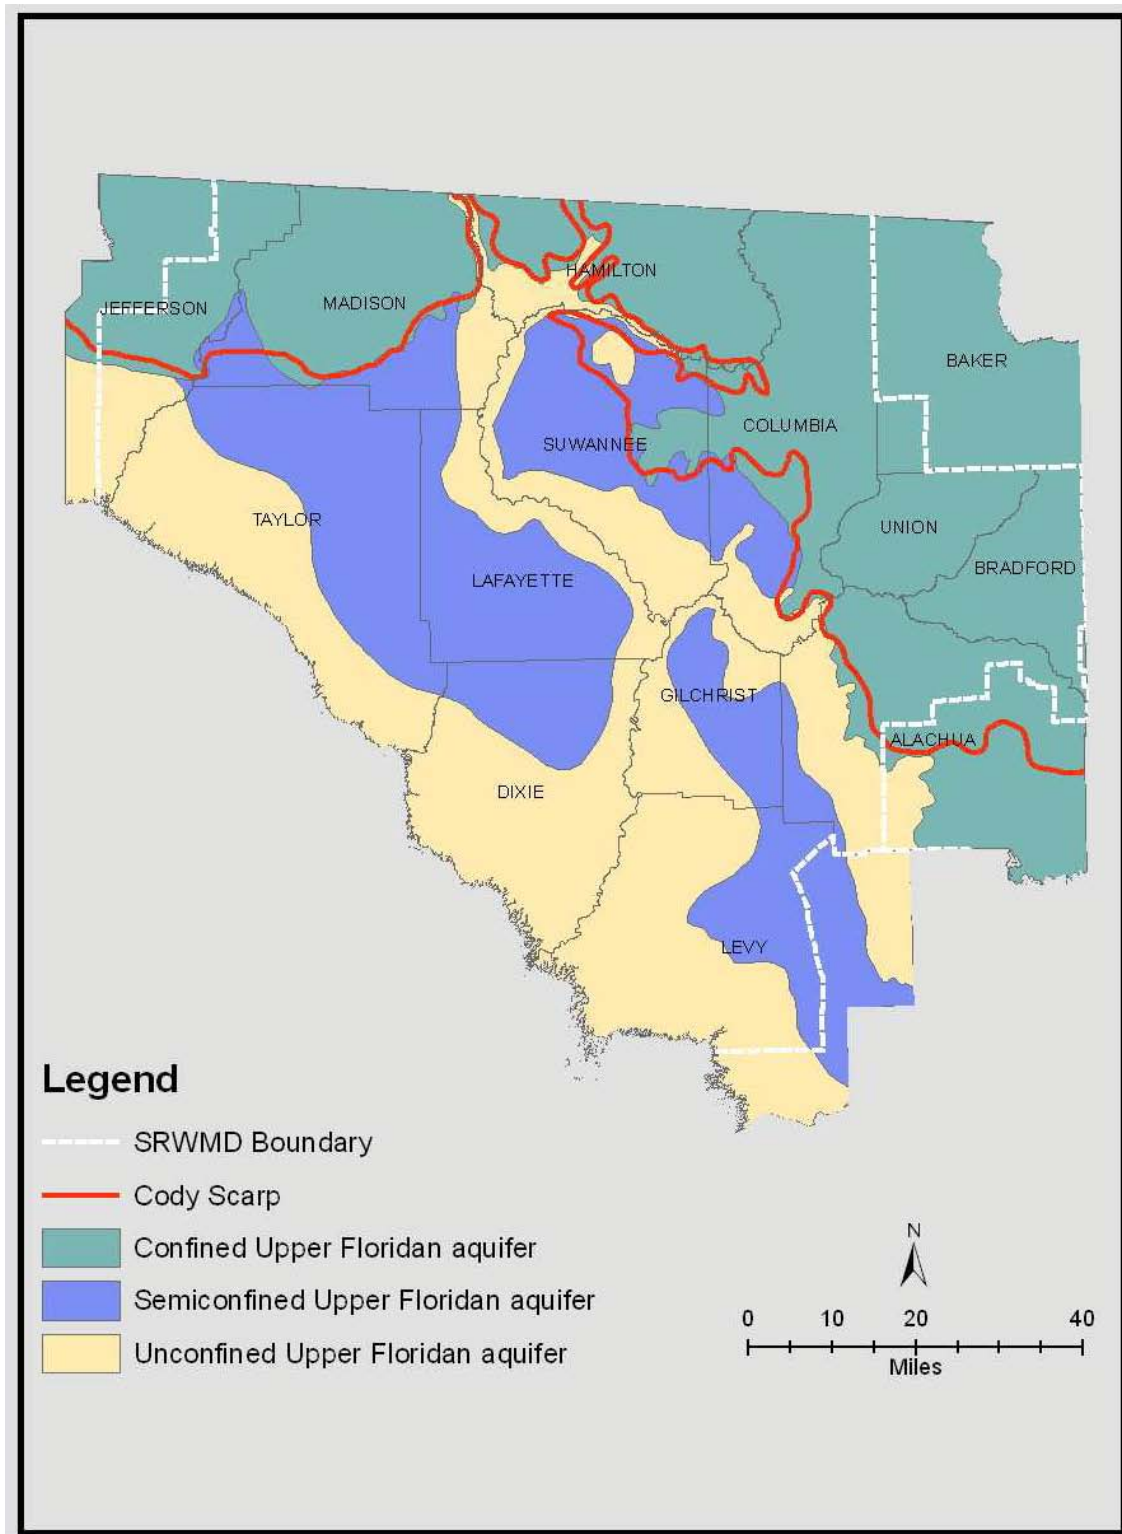 HAMILTON
JEFFERSON
MADISON
BAKER
COLUMBIA
SUWANNEE
TAYLOR
UNION
BRADFORD
LAFAYETTE
GILCHRIST
ALACHUA
DIXIE
LEVY
Legend
SRWMD Boundary
Cody Scarp
Confined Upper Floridan aquifer
Semiconfined Upper Floridan aquifer
Unconfined Upper Floridan aquifer
N
0 10 20 40
Miles